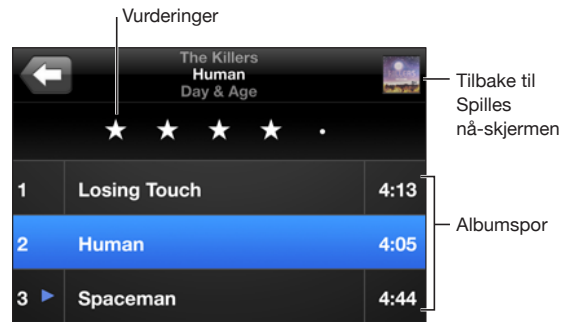 Vurderinger
The Killers
Human
Day & Age
Tilbake til
Spilles
nå-skjermen
1 Losing Touch 4:13
2 Human 4:05
3 Spaceman 4:44
Albumspor